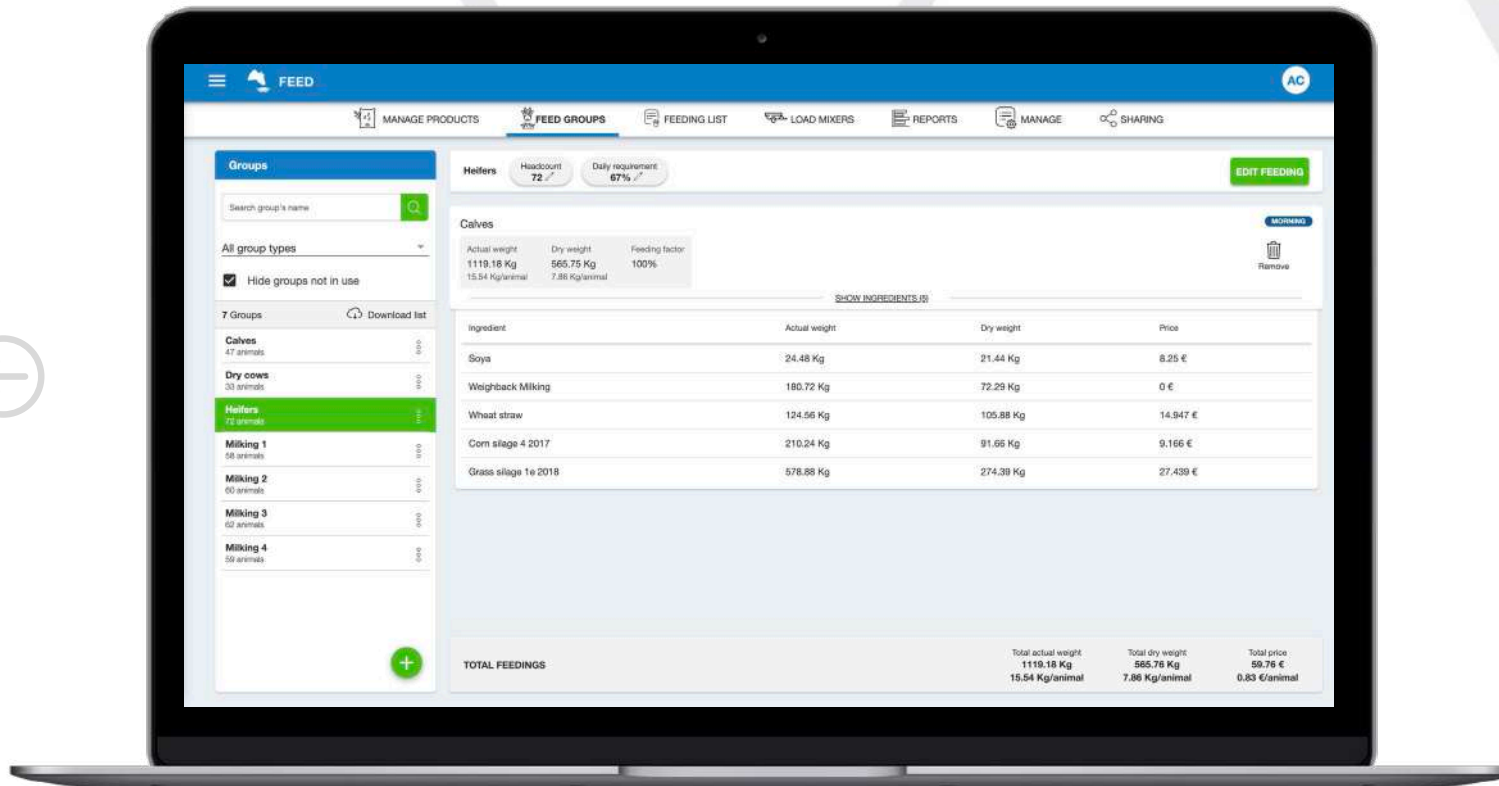 FEED
AC
MANAGE PRODUCTS FEED GROUPS FEEDING LIST LOAD MIXERS REPORTS MANAGE SHARING
Groups
Search group's name
All group types
Hide groups not in use
7 Groups Download list
Calves
47 animals
Dry cows
33 animals
Heifers
72 animals
Milking 1
58 animals
Milking 2
60 animals
Milking 3
62 animals
Milking 4
59 animals
Heifers
Headcount
72
Daily requirement
67%
EDIT FEEDING
Calves
MORNING
Actual weight Dry weight Feeding factor
1119.18 Kg 565.75 Kg 100%
15.54 Kg/animal 7.86 Kg/animal
Remove
SHOW INGREDIENTS (5)
Ingredient Actual weight Dry weight Price
Soya 24.48 Kg 21.44 Kg 8.25 €
Weighback Milking 180.72 Kg 72.29 Kg 0 €
Wheat straw 124.56 Kg 105.88 Kg 14.947 €
Corn silage 4 2017 210.24 Kg 91.66 Kg 9.166 €
Grass silage 1e 2018 578.88 Kg 274.39 Kg 27.439 €
TOTAL FEEDINGS
Total actual weight Total dry weight Total price
1119.18 Kg 565.76 Kg 59.76 €
15.54 Kg/animal 7.86 Kg/animal 0.83 €/animal